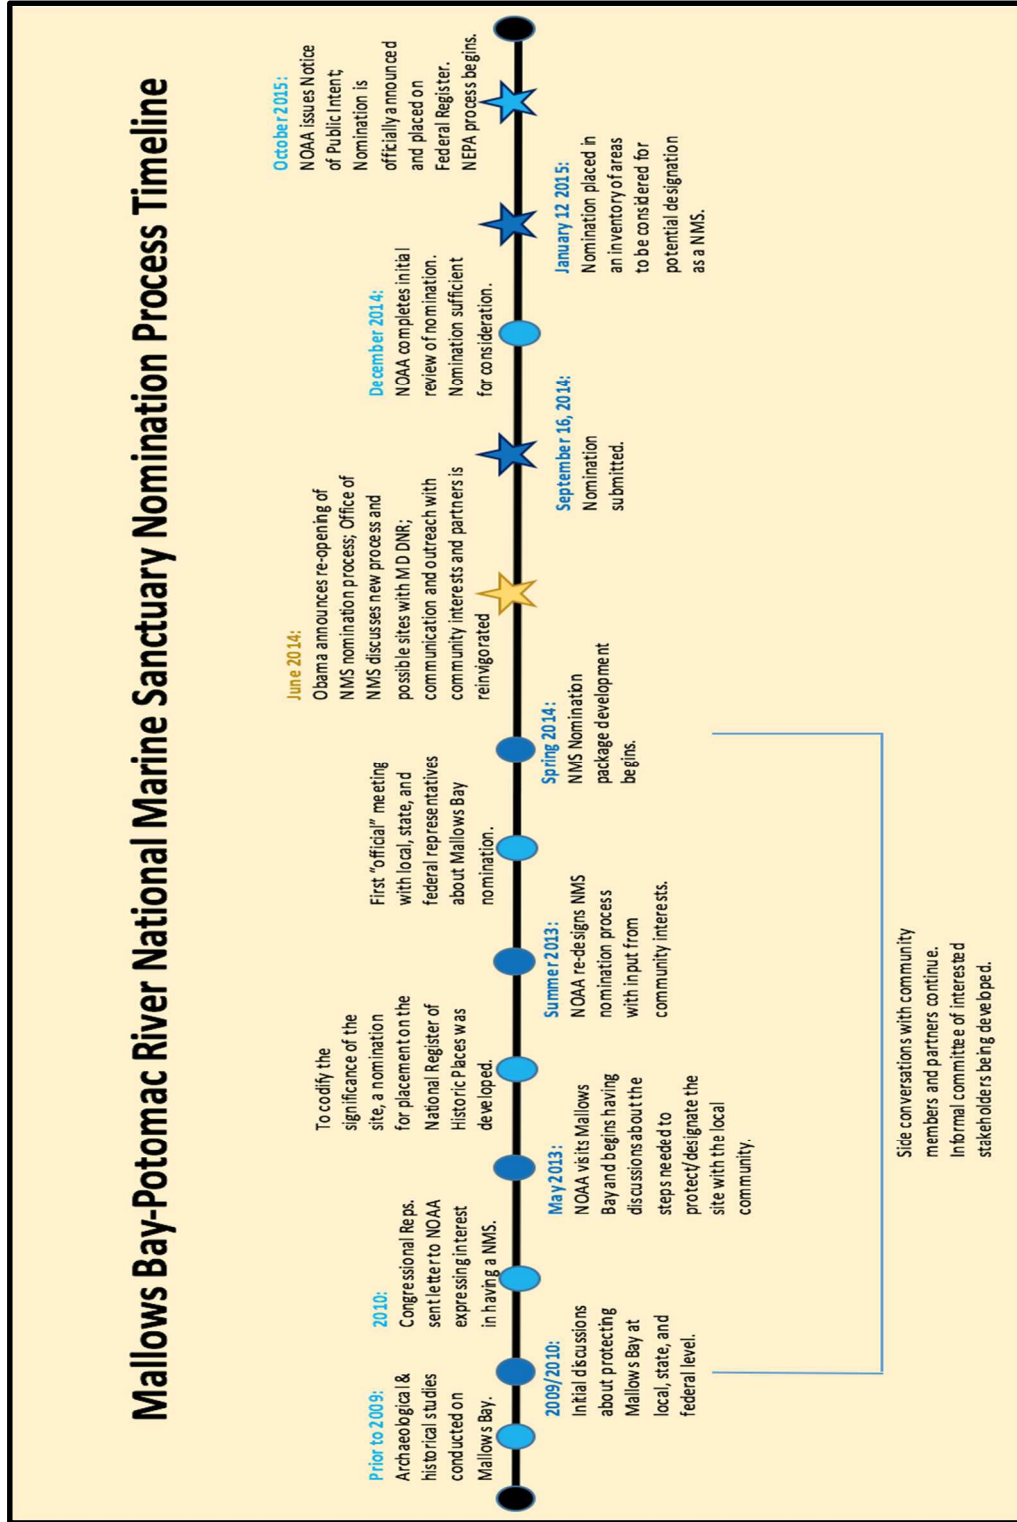 Mallows Bay-Potomac River National Marine Sanctuary Nomination Process Timeline
Prior to 2009:
Archaeological &
historical studies
conducted on
Mallows Bay.
2009/2010:
Initial discussions
about protecting
Mallows Bay at
local, state, and
federal level.
2010:
Congressional Reps.
sent letter to NOAA
expressing interest
in having a NMS.
May 2013:
NOAA visits Mallows
Bay and begins having
discussions about the
steps needed to
protect/designate the
site with the local
community.
To codify the
significance of the
site, a nomination
for placement on the
National Register of
Historic Places was
developed.
Summer 2013:
NOAA re-designs NMS
nomination process
with input from
community interests.
First “official” meeting
with local, state, and
federal representatives
about Mallows Bay
nomination.
Spring 2014:
NMS Nomination
package development
begins.
June 2014:
Obama announces re-opening of
NMS nomination process; Office of
NMS discusses new process and
possible sites with MD DNR;
communication and outreach with
community interests and partners is
reinvigorated
September 16, 2014:
Nomination
submitted.
December 2014:
NOAA completes initial
review of nomination.
Nomination sufficient
for consideration.
January 12 2015:
Nomination placed in
an inventory of areas
to be considered for
potential designation
as a NMS.
October 2015:
NOAA issues Notice
of Public Intent;
Nomination is
officially announced
and placed on
Federal Register.
NEPA process begins.
Side conversations with community
members and partners continue.
Informal committee of interested
stakeholders being developed.